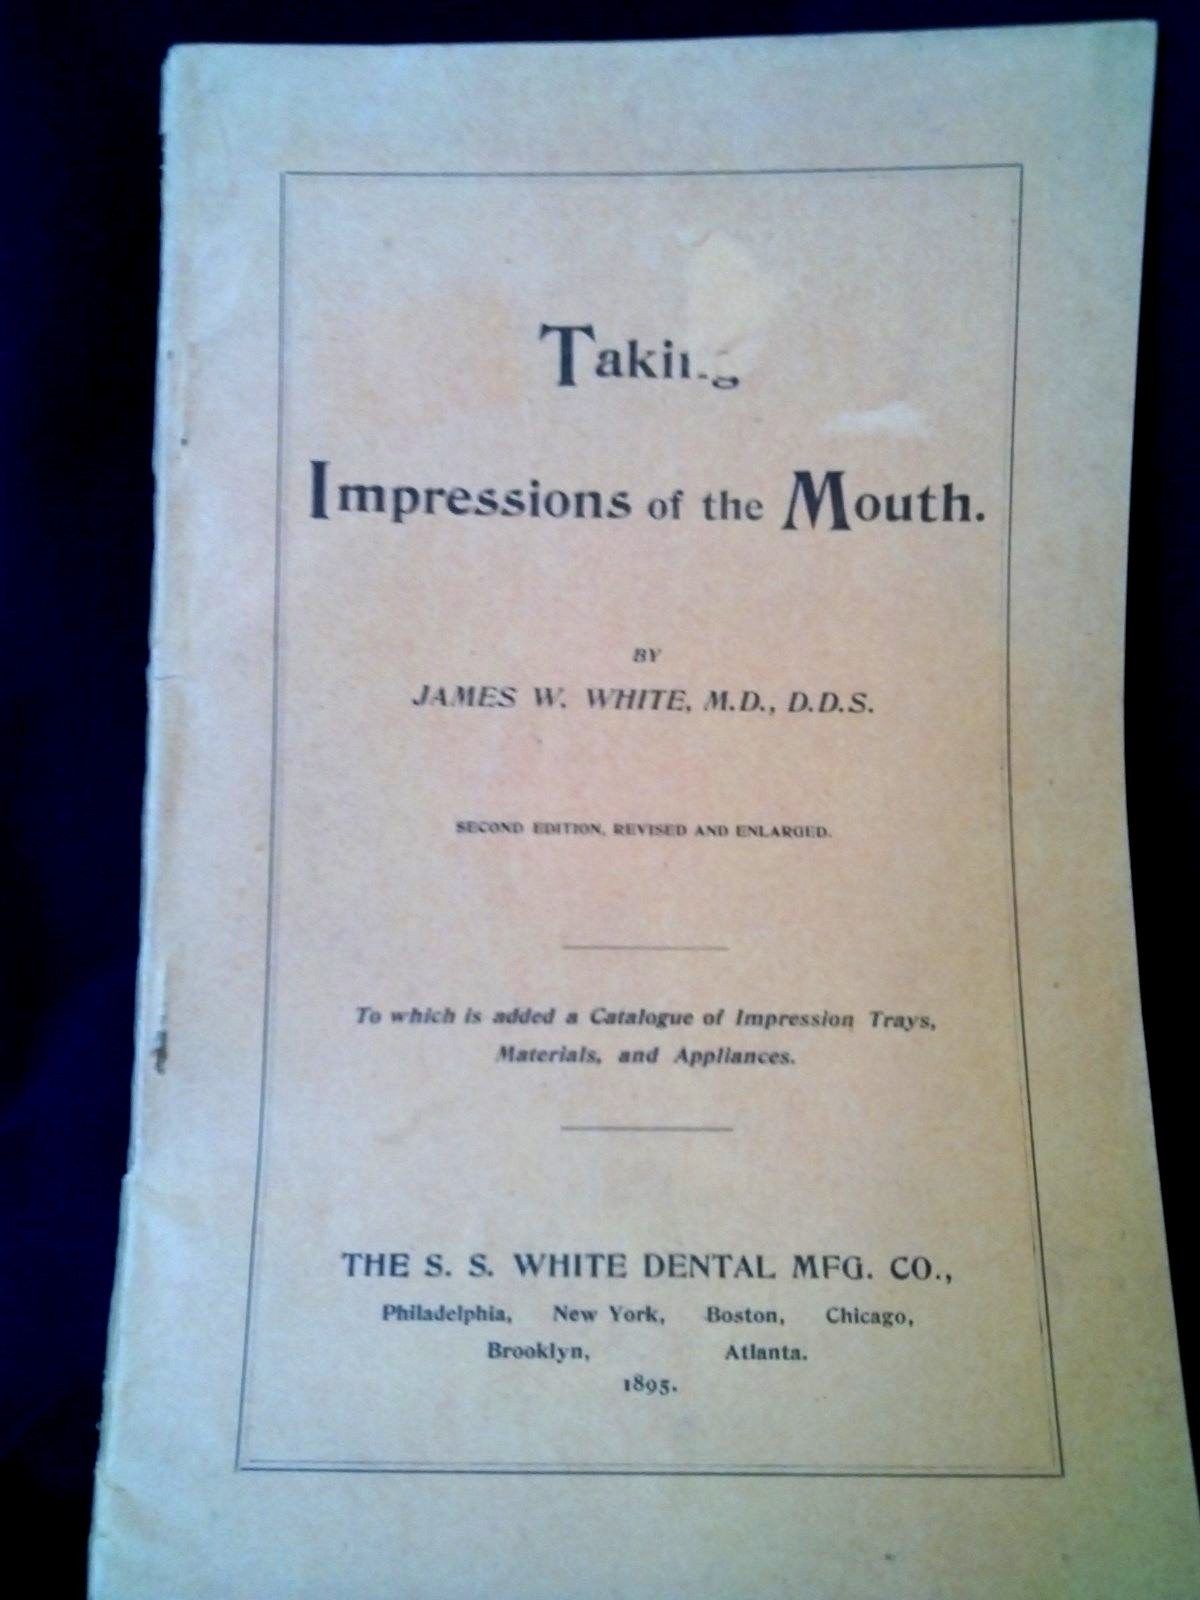 Taking
Impressions of the Mouth.
BY
JAMES W. WHITE, M.D., D.D.S.
SECOND EDITION, REVISED AND ENLARGED.
To which is added a Catalogue of Impression Trays,
Materials, and Appliances.
THE S. S. WHITE DENTAL MFG. CO.,
Philadelphia, New York, Boston, Chicago,
Brooklyn, Atlanta.
1895.